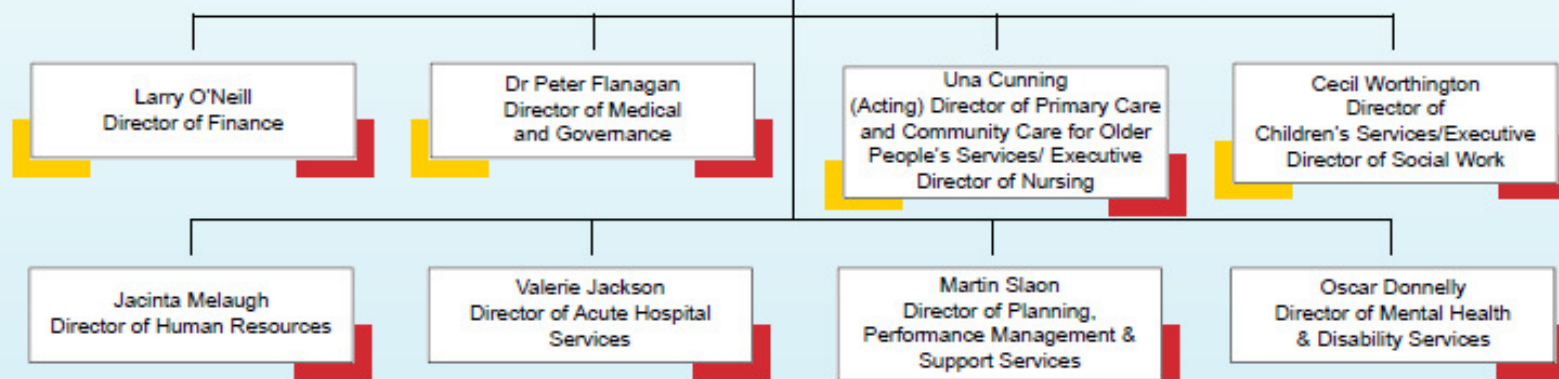 Larry O'Neill
Director of Finance
Dr Peter Flanagan
Director of Medical
and Governance
Una Cunning
(Acting) Director of Primary Care
and Community Care for Older
People's Services/ Executive
Director of Nursing
Cecil Worthington
Director of
Children's Services/Executive
Director of Social Work
Jacinta Melaugh
Director of Human Resources
Valerie Jackson
Director of Acute Hospital
Services
Martin Slaon
Director of Planning,
Performance Management &
Support Services
Oscar Donnelly
Director of Mental Health
& Disability Services